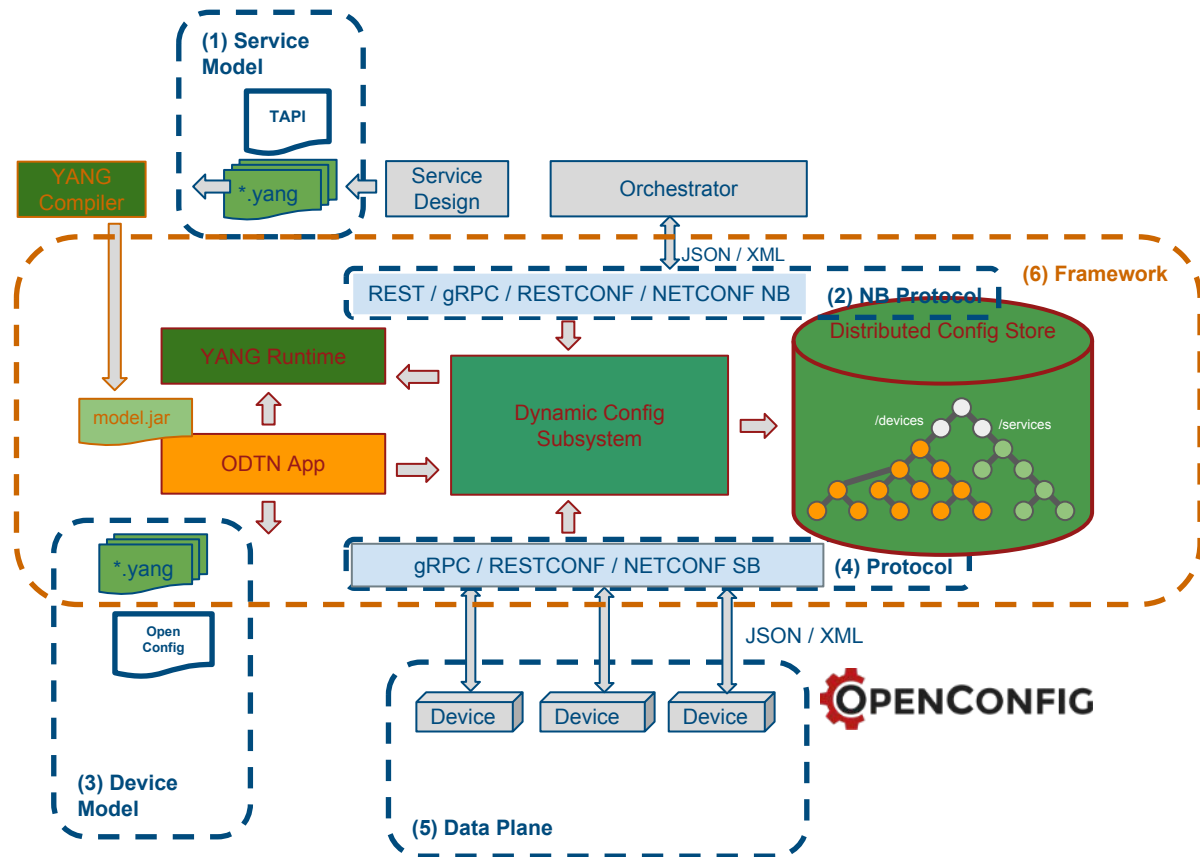 (1) Service
Model
TAPI
*.yang
YANG
Compiler
Service
Design
Orchestrator
JSON / XML
(6) Framework
REST / gRPC / RESTCONF / NETCONF NB
(2) NB Protocol
Distributed Config Store
YANG Runtime
Dynamic Config
Subsystem
model.jar
/devices
/services
ODTN App
*.yang
gRPC / RESTCONF / NETCONF SB
(4) Protocol
Open
Config
JSON / XML
Device
Device
Device
OPENCONFIG
(3) Device
Model
(5) Data Plane